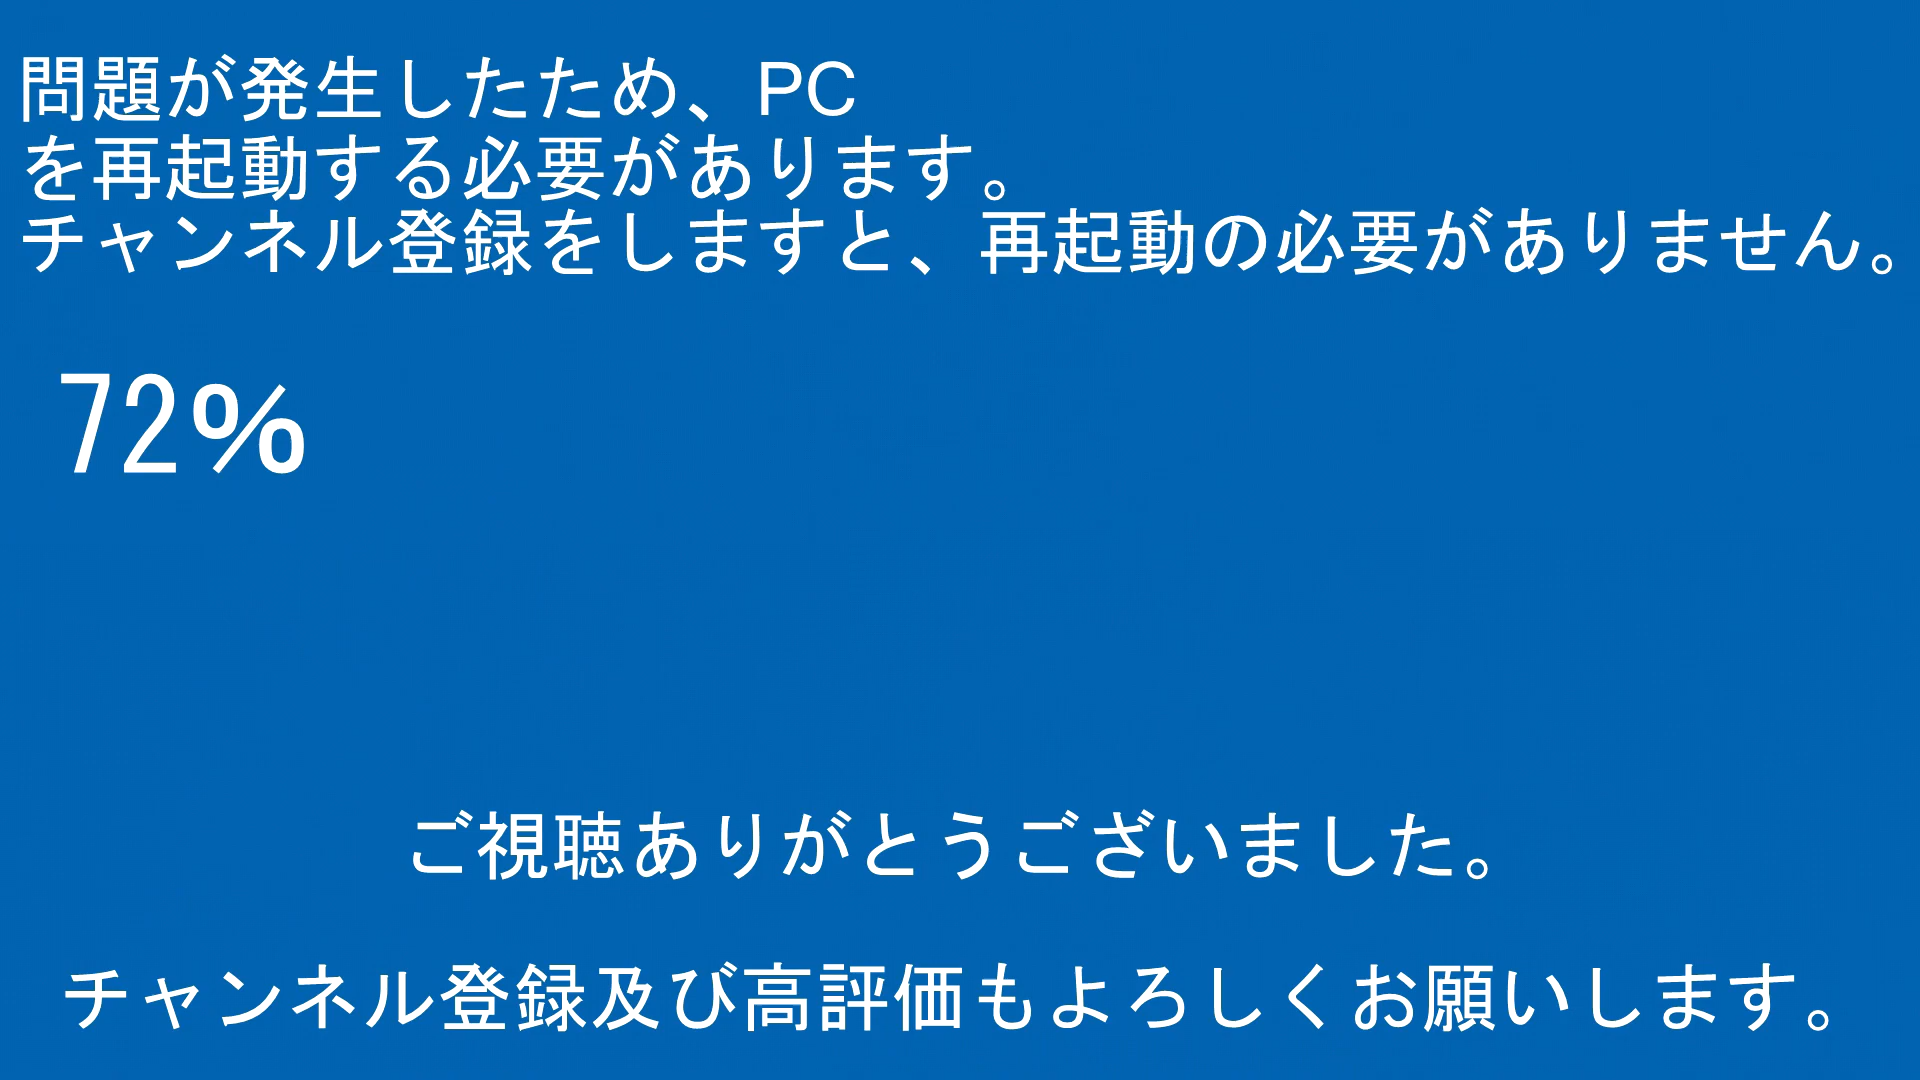 問題が発生したため、PC
を再起動する必要があります。
チャンネル登録をしますと、再起動の必要がありません。
72%
ご視聴ありがとうございました。
チャンネル登録及び高評価もよろしくお願いします。